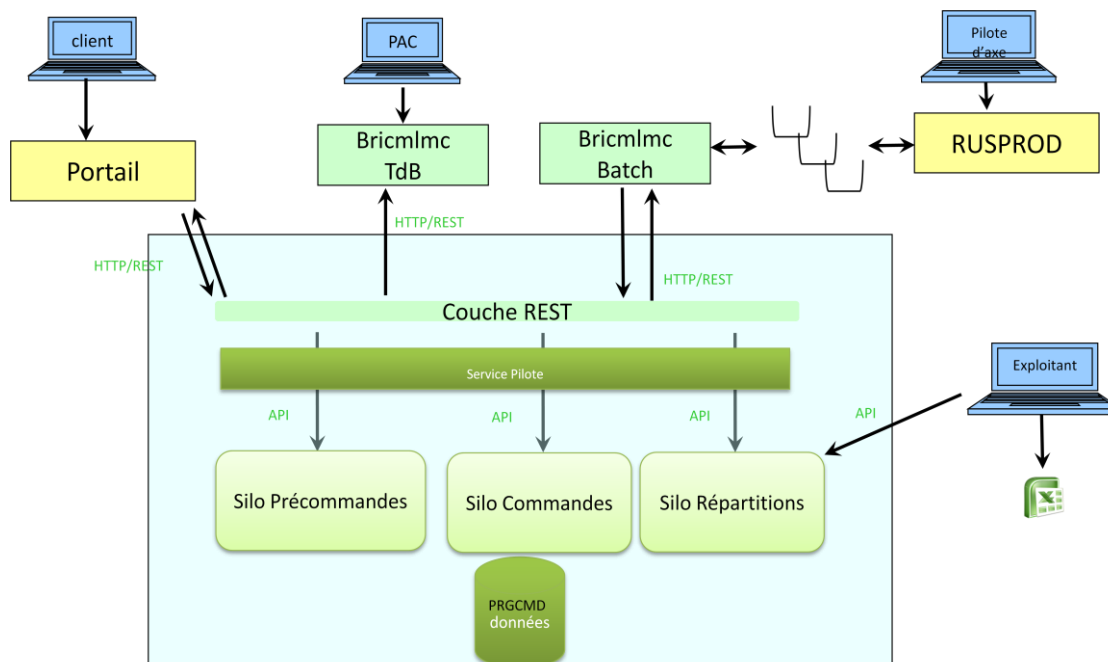 client
PAC
Pilote
d'axe
Portail
Bricmlmc
TdB
Bricmlmc
Batch
RUSPROD
HTTP/REST
HTTP/REST
HTTP/REST
Couche REST
Service Pilote
Exploitant
API
API
API
API
Silo Précommandes
Silo Commandes
Silo Répartitions
PRGCMD
données